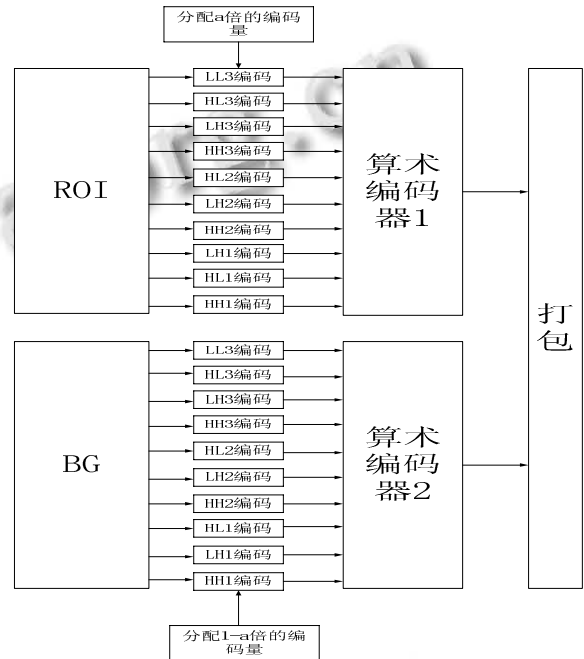 分配a倍的编码
量
ROI
LL3编码
HL3编码
LH3编码
HH3编码
HL2编码
LH2编码
HH2编码
LH1编码
HL1编码
HH1编码
算术
编码
器1
打
包
BG
LL3编码
HL3编码
LH3编码
HH3编码
HL2编码
LH2编码
HH2编码
HL1编码
LH1编码
HH1编码
算术
编码
器2
分配1-a倍的编
码量